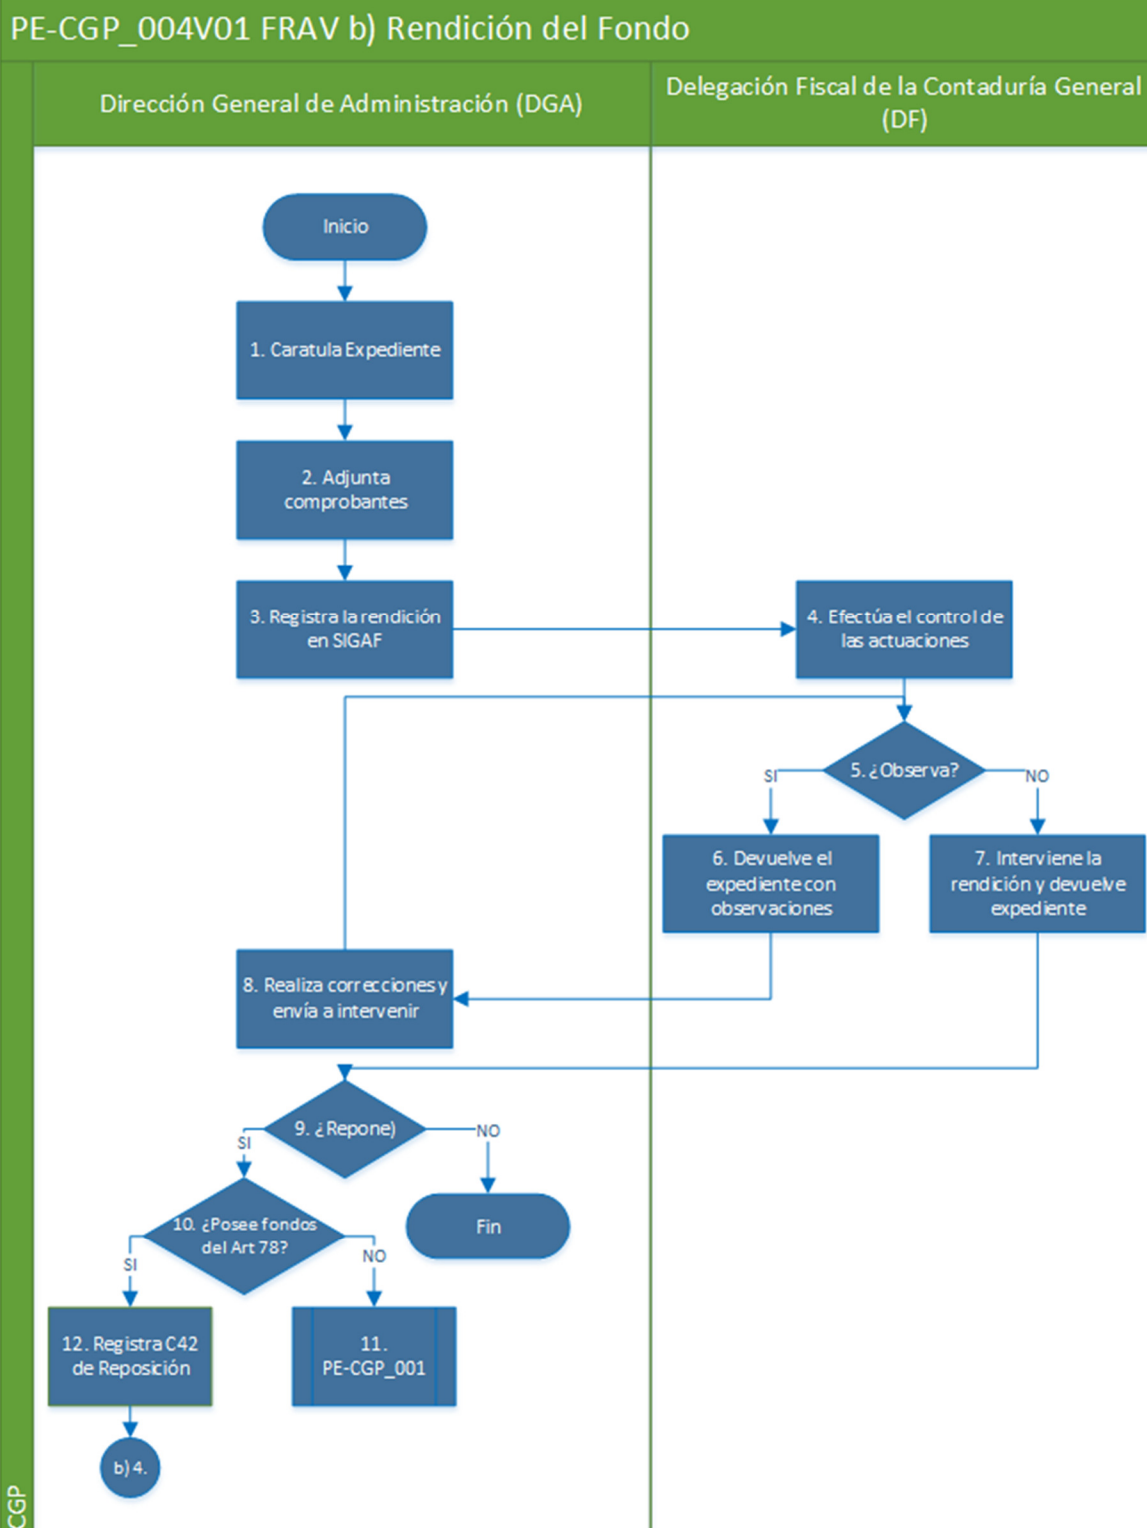 PE-CGP_004V01 FRAV b) Rendición del Fondo
Dirección General de Administración (DGA)
Delegación Fiscal de la Contaduría General
(DF)
Inicio
1. Caratula Expediente
2. Adjunta
comprobantes
3. Registra la rendición
en SIGAF
4. Efectúa el control de
las actuaciones
5. ¿Observa?
SI
NO
6. Devuelve el
expediente con
observaciones
7. Interviene la
rendición y devuelve
expediente
8. Realiza correcciones y
envía a intervenir
9. ¿Repone)
SI
NO
10. ¿Posee fondos
del Art 78?
Fin
SI
NO
12. Registra C42
de Reposición
11.
PE-CGP_001
b) 4.
CGP